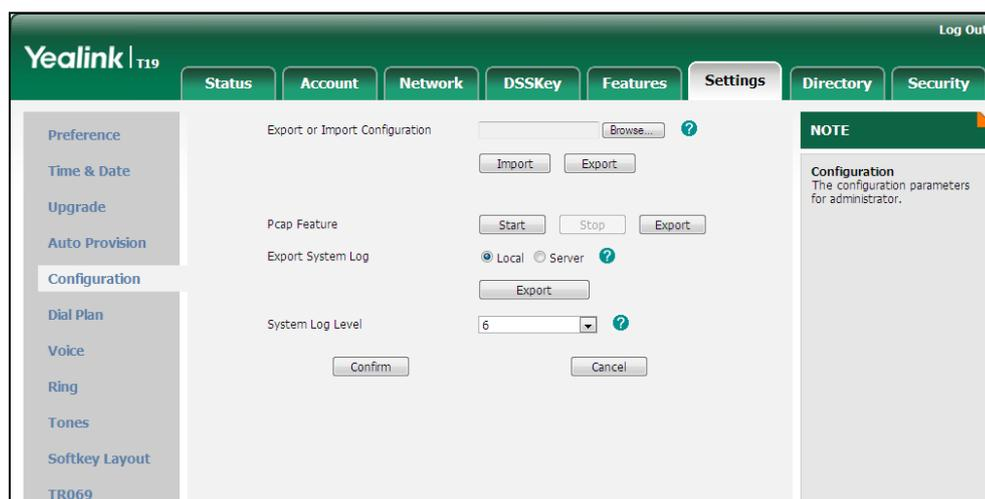 Log Out
Yealink T19
Status Account Network DSSKey Features Settings Directory Security
Preference
Time & Date
Upgrade
Auto Provision
Configuration
Dial Plan
Voice
Ring
Tones
Softkey Layout
TR069
Export or Import Configuration Browse... ?
Import Export
Pcap Feature Start Stop Export
Export System Log Local Server ?
Export
System Log Level 6 ?
Confirm Cancel
NOTE
Configuration
The configuration parameters
for administrator.